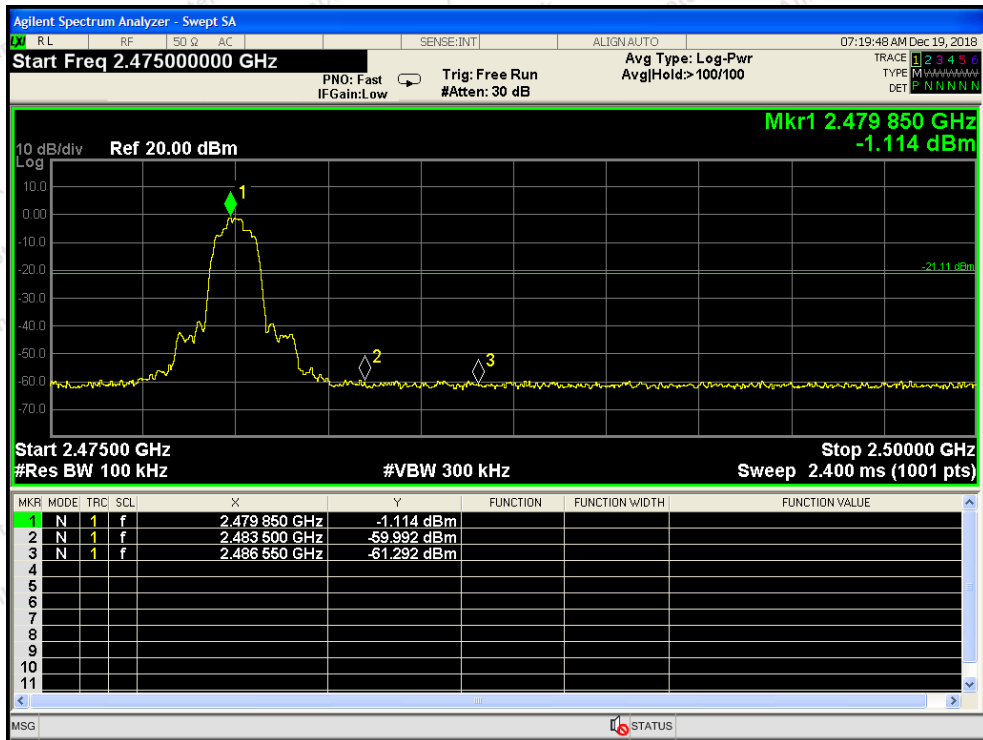 Agilent Spectrum Analyzer - Swept SA
LXI RL RF 50 Ω AC SENSE:INT ALIGN AUTO 07:19:48 AM Dec 19, 2018
Start Freq 2.475000000 GHz
PNO: Fast
IFGain:Low
Trig: Free Run
#Atten: 30 dB
Avg Type: Log-Pwr
Avg|Hold:>100/100
TRACE 1 2 3 4 5 6
TYPE M
DET P N N N N N
Mkr1 2.479 850 GHz
-1.114 dBm
10 dB/div Ref 20.00 dBm
Log
10.0
0.00
-10.0
-20.0
-30.0
-40.0
-50.0
-60.0
-70.0
1
2
3
-21.11 dBm
Start 2.47500 GHz Stop 2.50000 GHz
#Res BW 100 kHz #VBW 300 kHz Sweep 2.400 ms (1001 pts)
MKR MODE TRC SCL X Y FUNCTION FUNCTION WIDTH FUNCTION VALUE
1 N 1 f 2.479 850 GHz -1.114 dBm
2 N 1 f 2.483 500 GHz -59.992 dBm
3 N 1 f 2.486 550 GHz -61.292 dBm
4
5
6
7
8
9
10
11
MSG STATUS